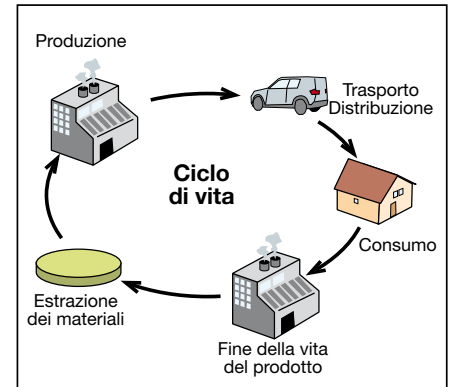 Produzione
Trasporto
Distribuzione
Ciclo
di vita
Consumo
Estrazione
dei materiali
Fine della vita
del prodotto